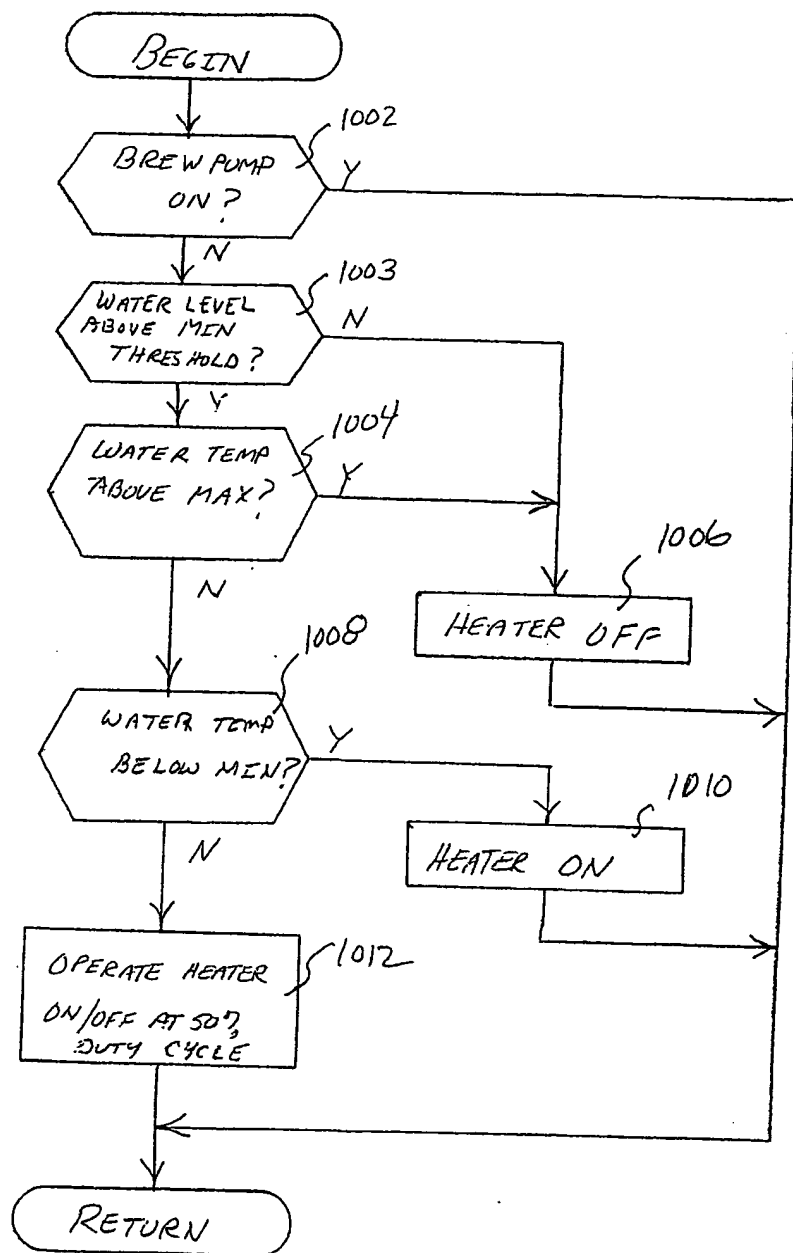 BEGIN
1002
BREW PUMP
ON?
Y
N
1003
WATER LEVEL
ABOVE MIN
THRESHOLD?
N
Y
1004
WATER TEMP
ABOVE MAX?
Y
N
1006
HEATER OFF
1008
WATER TEMP
BELOW MIN?
Y
N
1010
HEATER ON
1012
OPERATE HEATER
ON/OFF AT 50%
DUTY CYCLE
RETURN